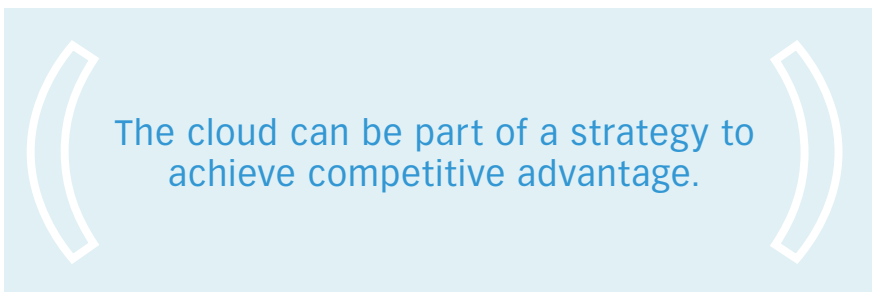 The cloud can be part of a strategy to
achieve competitive advantage.